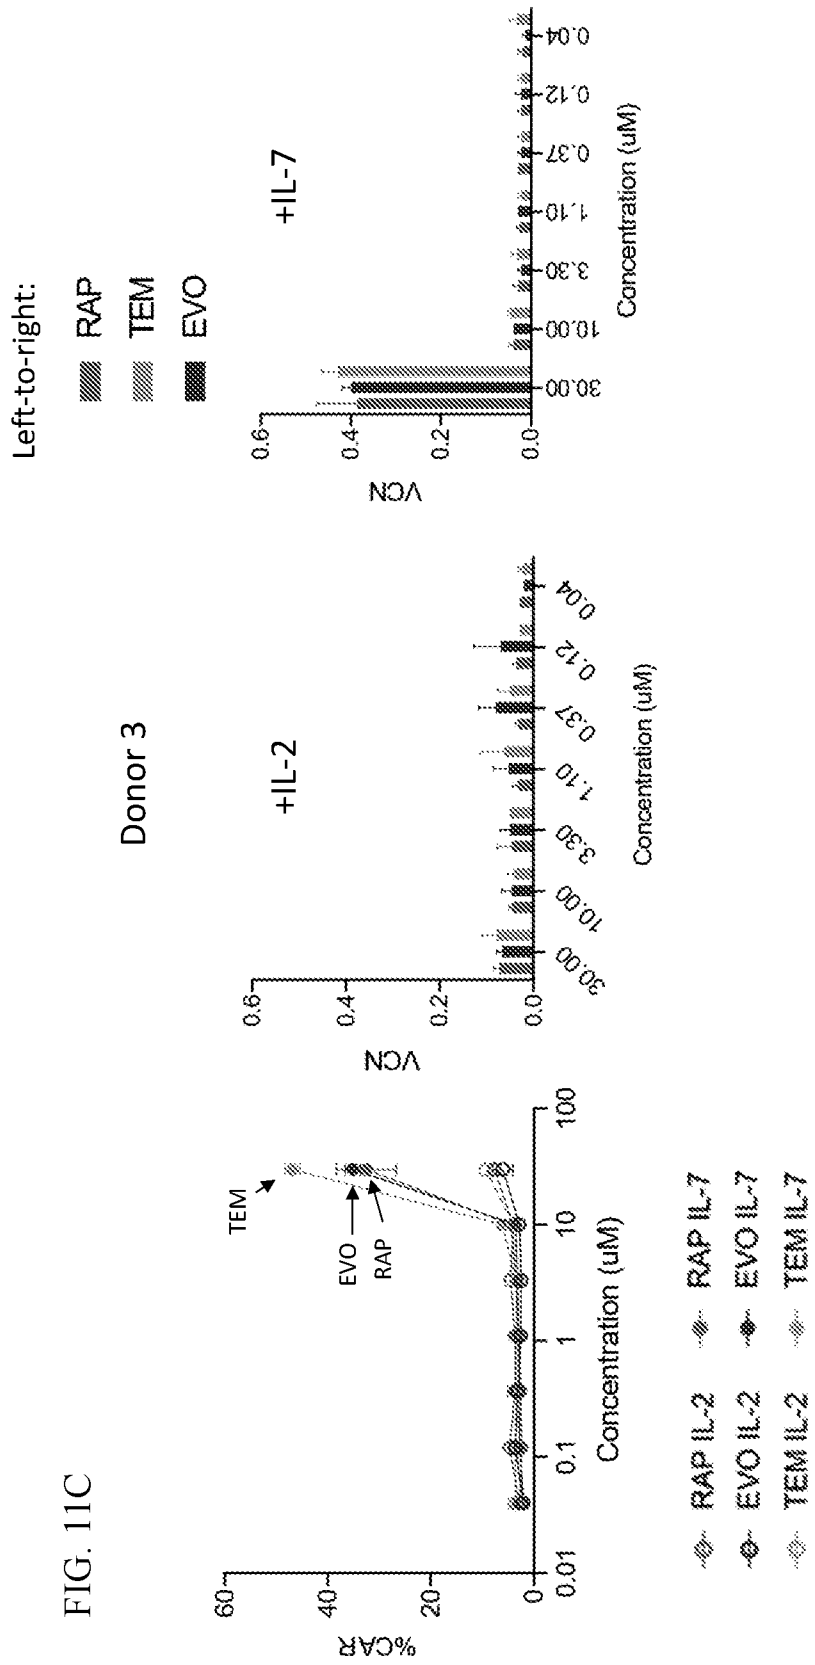 FIG. 11C
Donor 3
Left-to-right:
RAP
TEM
EVO
%CAR
60
40
20
0
0.01
0.1
1
10
100
Concentration (uM)
TEM
EVO
RAP
RAP IL-2
RAP IL-7
EVO IL-2
EVO IL-7
TEM IL-2
TEM IL-7
+IL-2
VCN
0.6
0.4
0.2
0.0
30.00
10.00
3.30
1.10
0.37
0.12
0.04
Concentration (uM)
+IL-7
VCN
0.6
0.4
0.2
0.0
30.00
10.00
3.30
1.10
0.37
0.12
0.04
Concentration (uM)